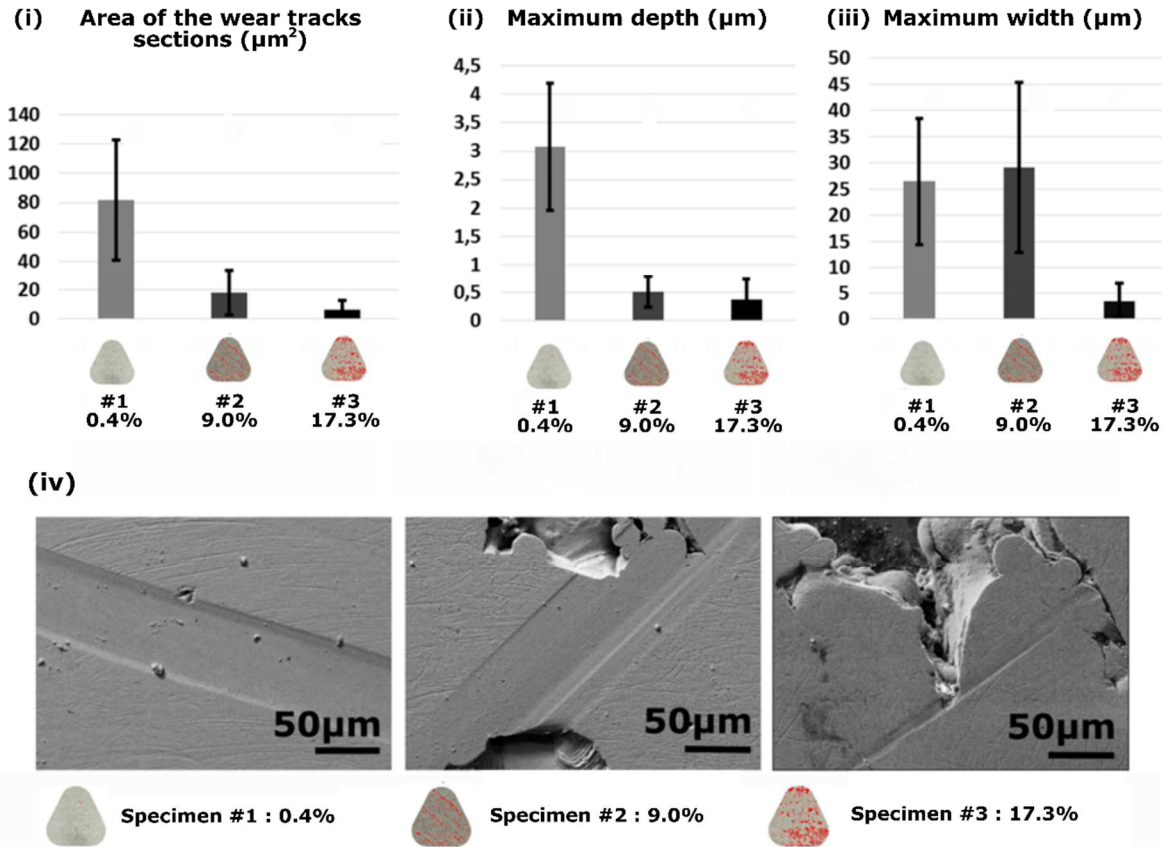 (i) Area of the wear tracks
sections (µm²)
140
120
100
80
60
40
20
0
#1 #2 #3
0.4% 9.0% 17.3%
(ii) Maximum depth (µm)
4,5
4
3,5
3
2,5
2
1,5
1
0,5
0
#1 #2 #3
0.4% 9.0% 17.3%
(iii) Maximum width (µm)
50
45
40
35
30
25
20
15
10
5
0
#1 #2 #3
0.4% 9.0% 17.3%
(iv)
50µm 50µm 50µm
Specimen #1 : 0.4% Specimen #2 : 9.0% Specimen #3 : 17.3%